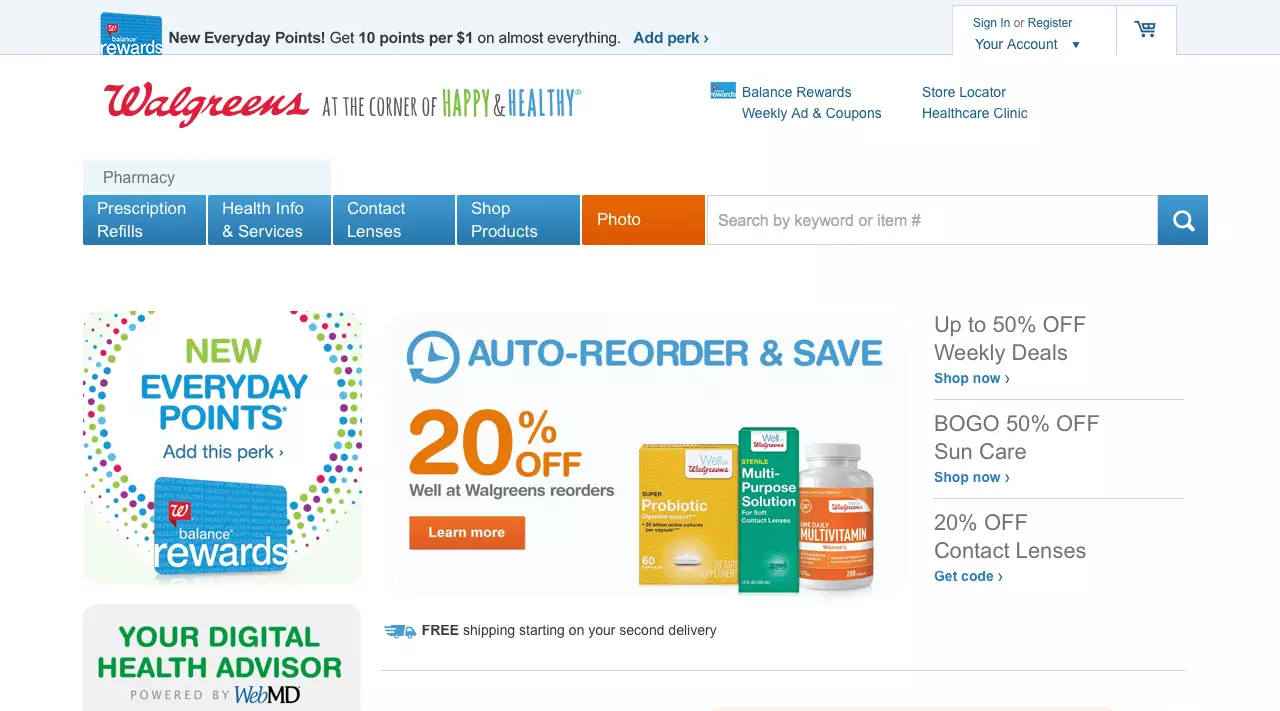 balance
rewards
New Everyday Points! Get 10 points per $1 on almost everything. Add perk ›
Sign In or Register
Your Account ▼
Walgreens AT THE CORNER OF HAPPY & HEALTHY®
rewards
Balance Rewards
Weekly Ad & Coupons
Store Locator
Healthcare Clinic
Pharmacy
Prescription
Refills
Health Info
& Services
Contact
Lenses
Shop
Products
Photo
Search by keyword or item #
NEW
EVERYDAY
POINTS*
Add this perk ›
W
balance
rewards
AUTO-REORDER & SAVE
20%
OFF
Well at Walgreens reorders
Learn more
Well at
Walgreens
SUPER
Probiotic
Digestive support
60
CAPSULES
DIETARY
SUPPLEMENT
Well at
Walgreens
STERILE
Multi-
Purpose
Solution
For Soft
Contact Lenses
Walgreens
ONE DAILY
MULTIVITAMIN
Women's
200
Up to 50% OFF
Weekly Deals
Shop now ›
BOGO 50% OFF
Sun Care
Shop now ›
20% OFF
Contact Lenses
Get code ›
FREE shipping starting on your second delivery
YOUR DIGITAL
HEALTH ADVISOR
POWERED BY WebMD